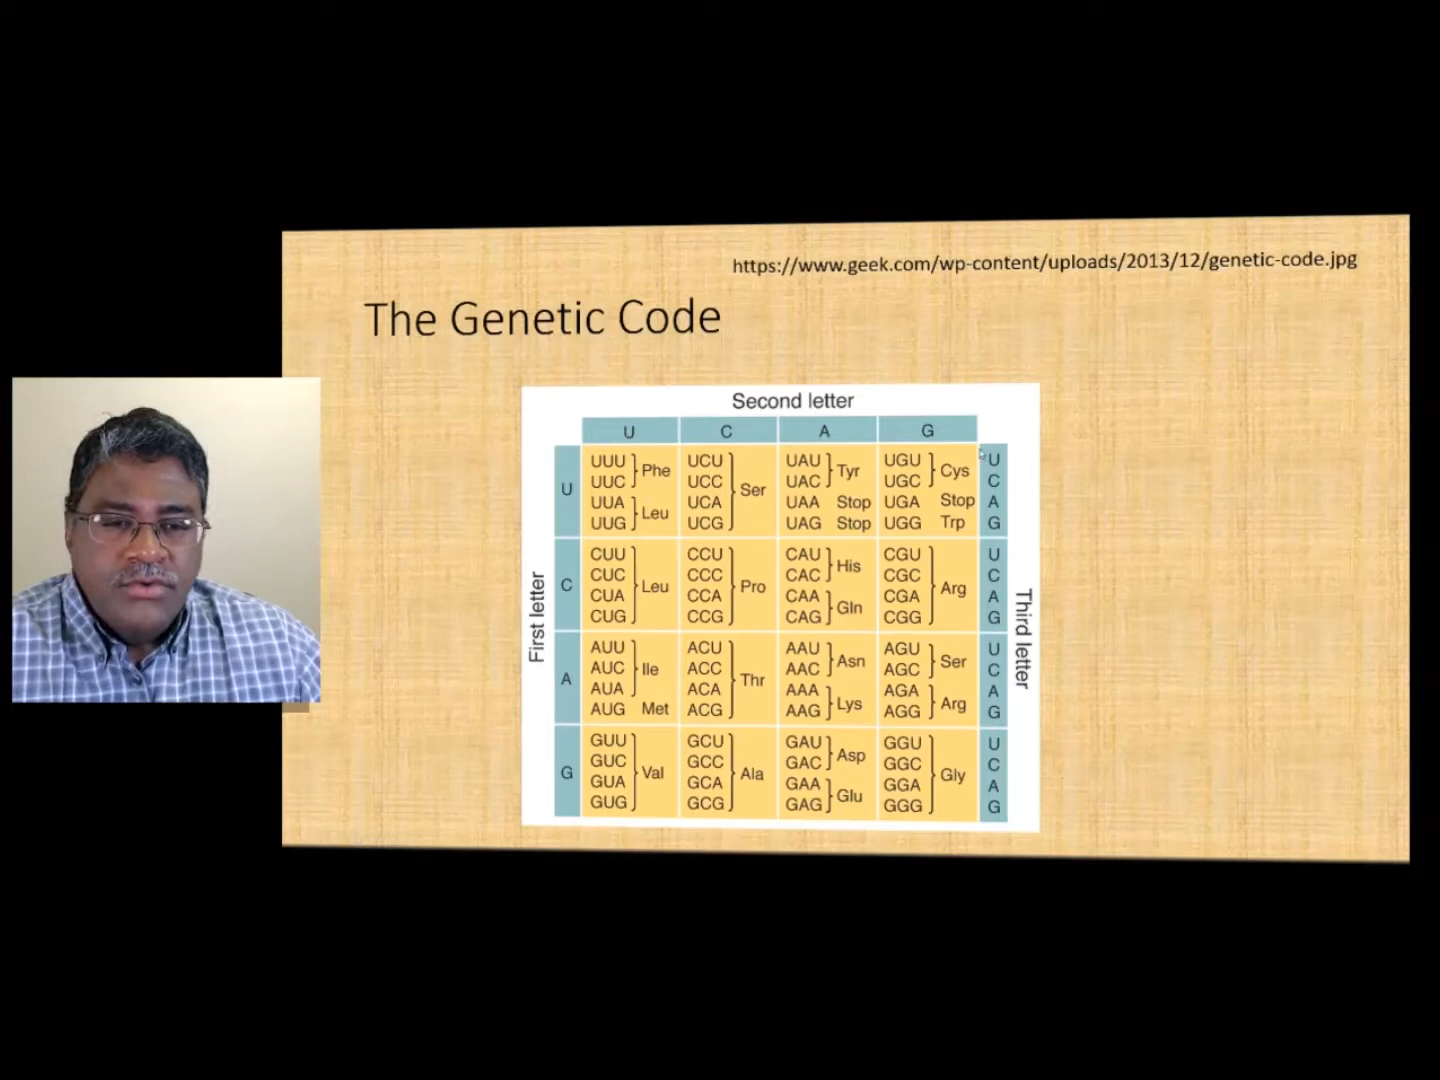 https://www.geek.com/wp-content/uploads/2013/12/genetic-code.jpg
The Genetic Code
Second letter
U C A G
First letter
Third letter
U
UUU Phe UCU Ser UAU Tyr UGU Cys U
UUC UCC UAC UGC C
UUA Leu UCA UAA Stop UGA Stop A
UUG UCG UAG Stop UGG Trp G
C
CUU Leu CCU Pro CAU His CGU Arg U
CUC CCC CAC CGC C
CUA CCA CAA Gln CGA A
CUG CCG CAG CGG G
A
AUU Ile ACU Thr AAU Asn AGU Ser U
AUC ACC AAC AGC C
AUA ACA AAA Lys AGA Arg A
AUG Met ACG AAG AGG G
G
GUU Val GCU Ala GAU Asp GGU Gly U
GUC GCC GAC GGC C
GUA GCA GAA Glu GGA A
GUG GCG GAG GGG G